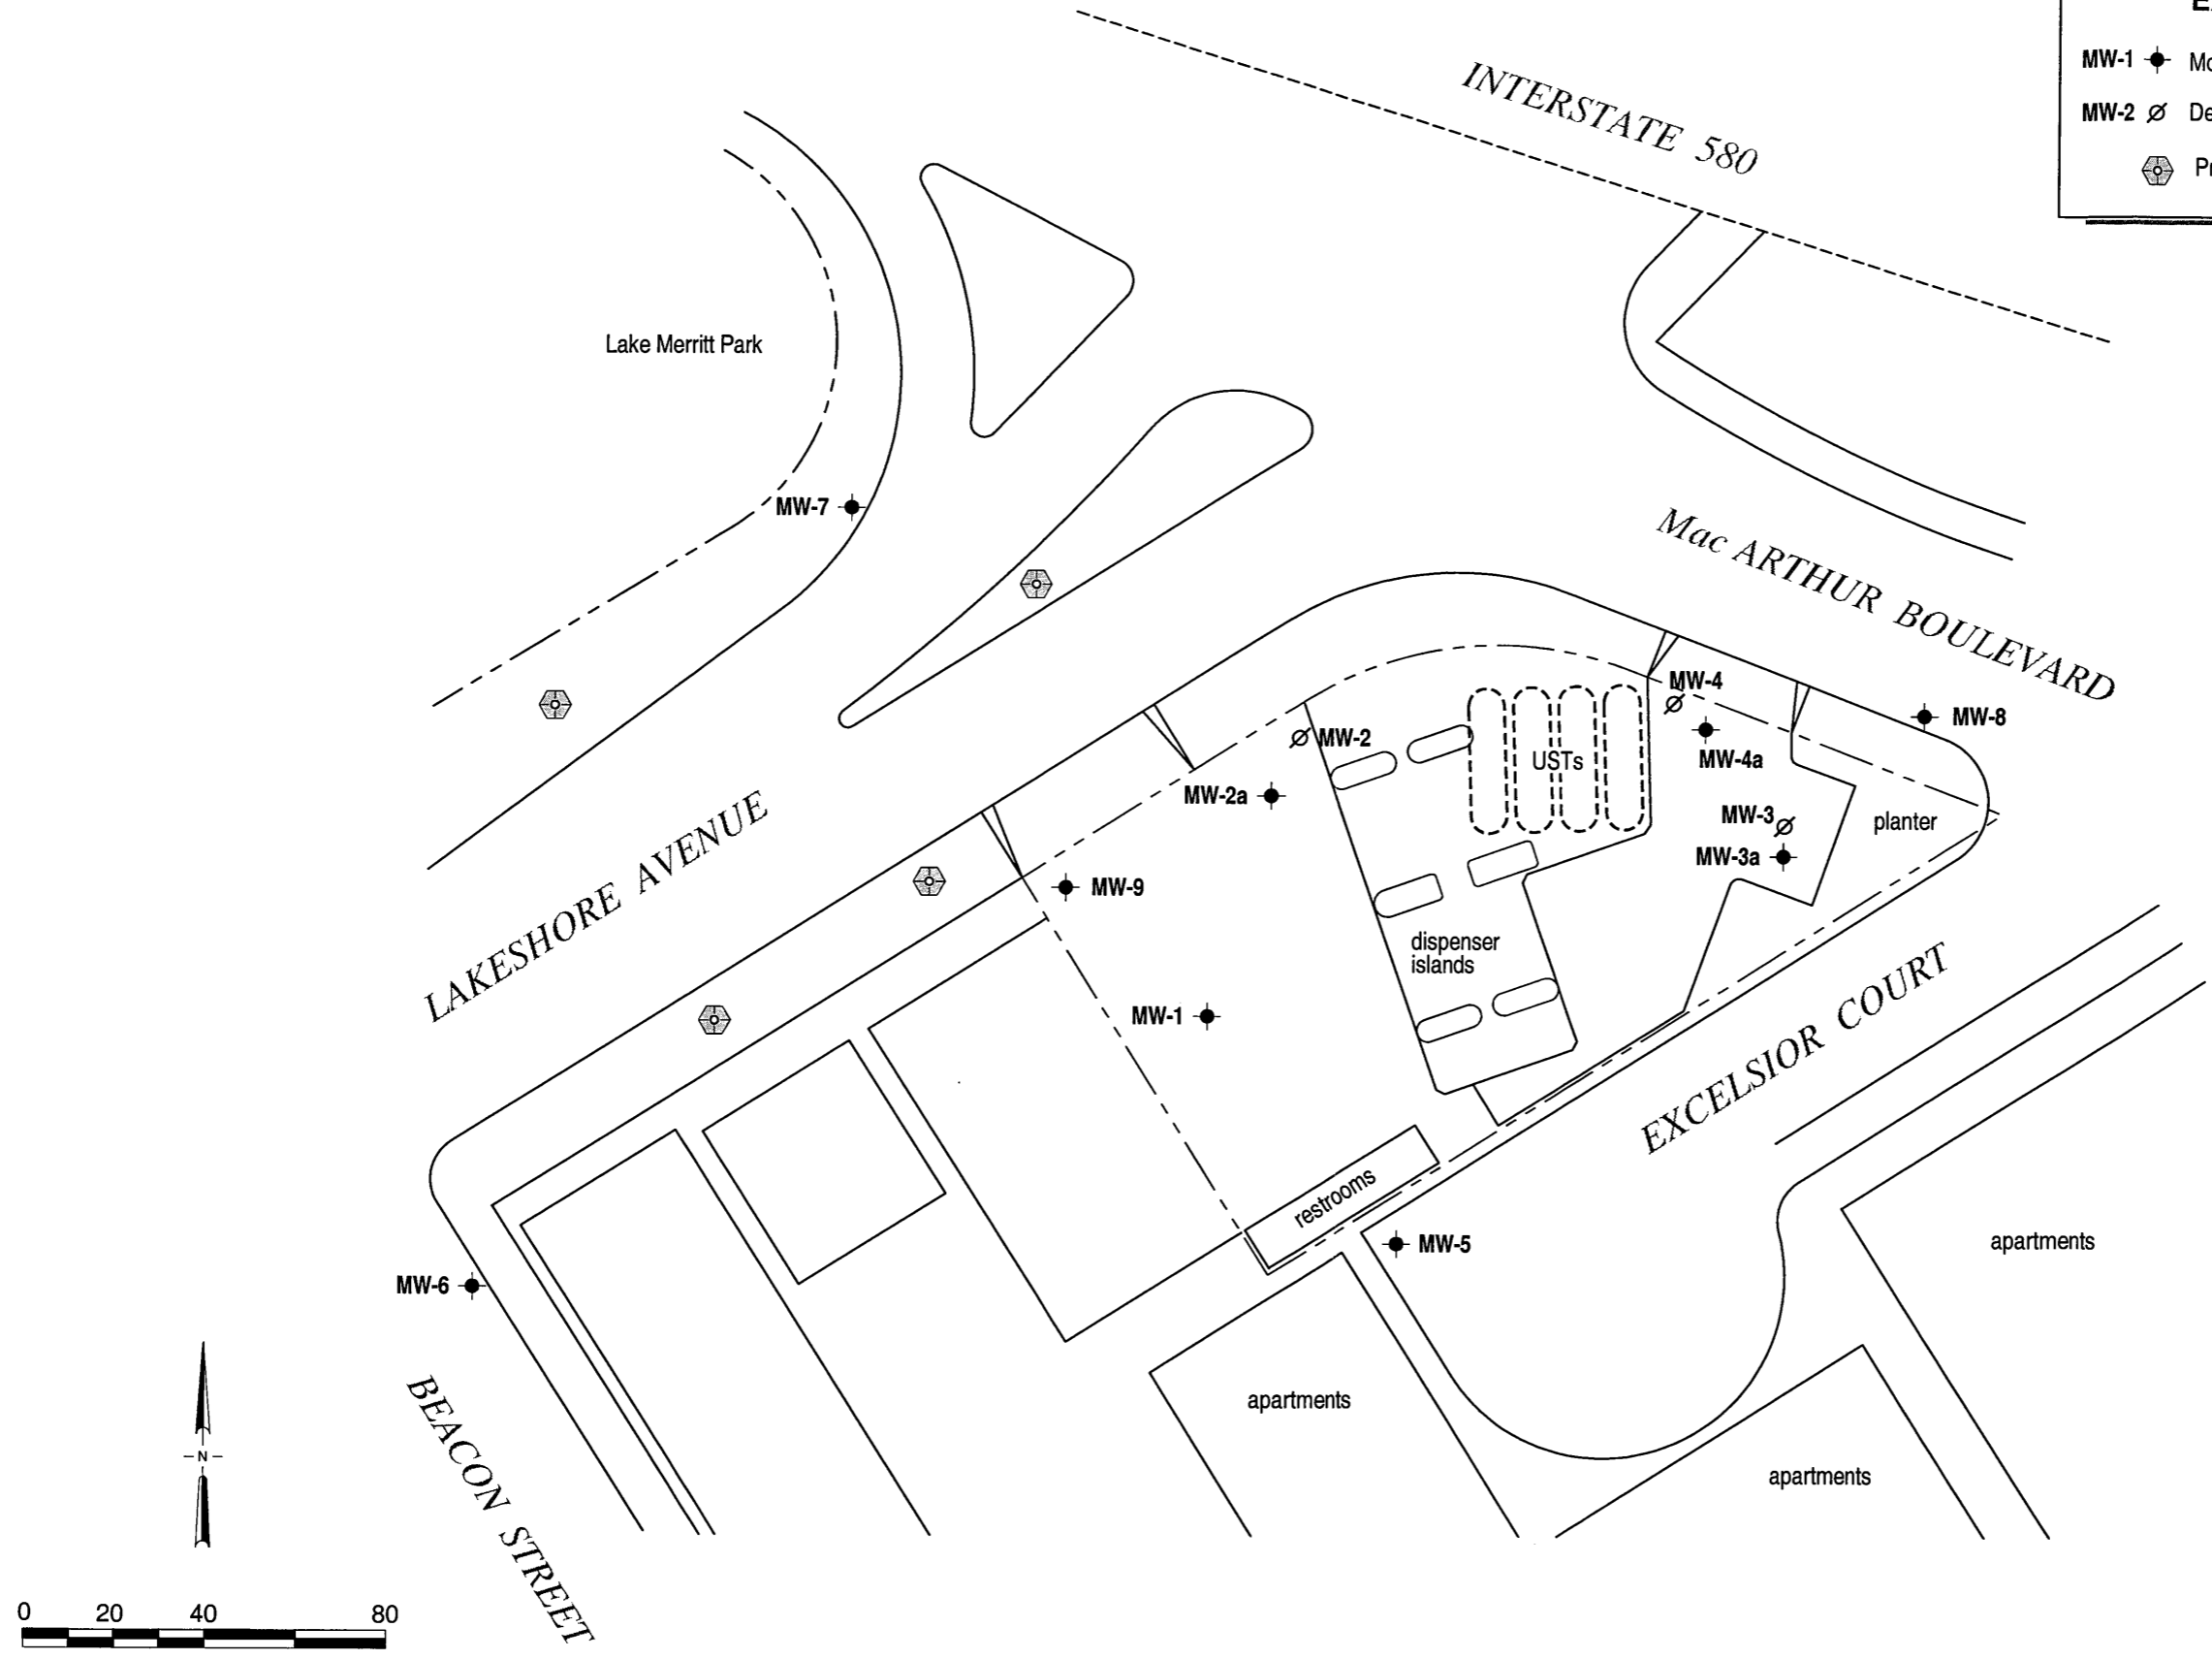 INTERSTATE 580
MW-1 Mo
MW-2 De
Lake Merritt Park
MW-7
Mac ARTHUR BOULEVARD
MW-4
MW-8
MW-2
MW-4a
USTs
MW-2a
MW-3
planter
MW-3a
LAKESHORE AVENUE
MW-9
dispenser
islands
MW-1
EXCELSIOR COURT
restrooms
MW-5
apartments
MW-6
BEACON STREET
apartments
N
apartments
0 20 40 80